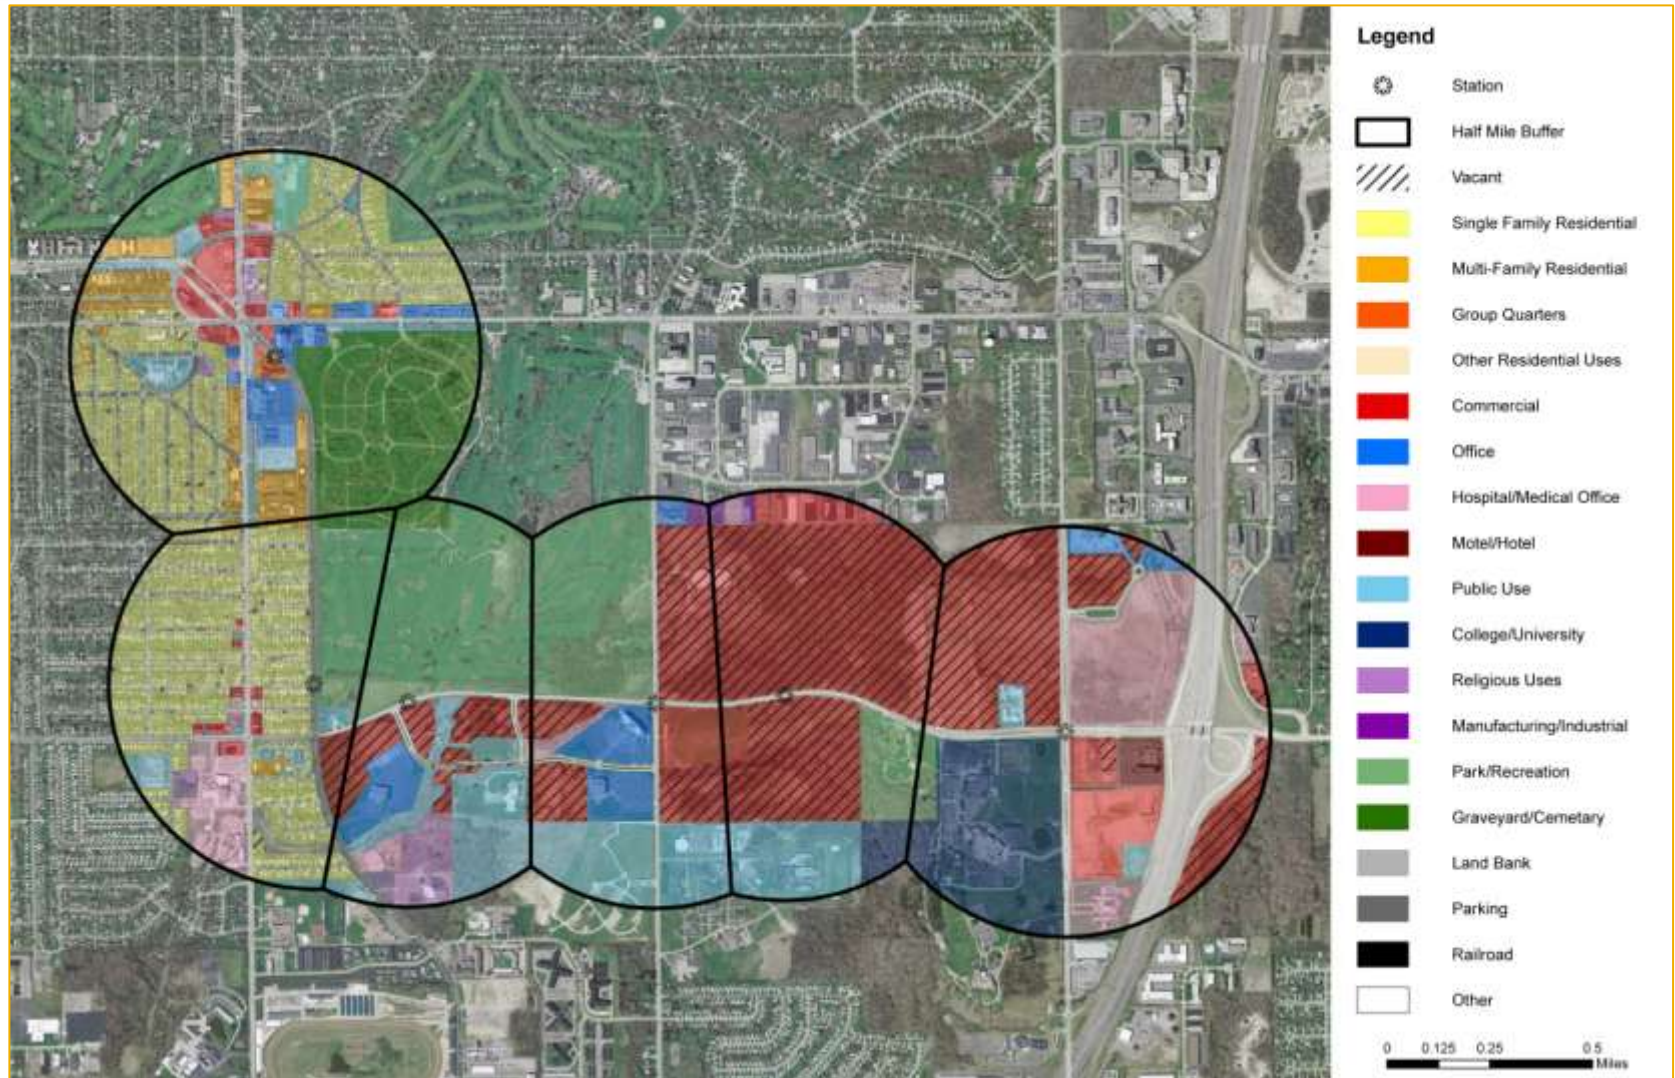 Legend
Station
Half Mile Buffer
Vacant
Single Family Residential
Multi-Family Residential
Group Quarters
Other Residential Uses
Commercial
Office
Hospital/Medical Office
Motel/Hotel
Public Use
College/University
Religious Uses
Manufacturing/Industrial
Park/Recreation
Graveyard/Cemetary
Land Bank
Parking
Railroad
Other
0 0.125 0.25 0.5
Miles